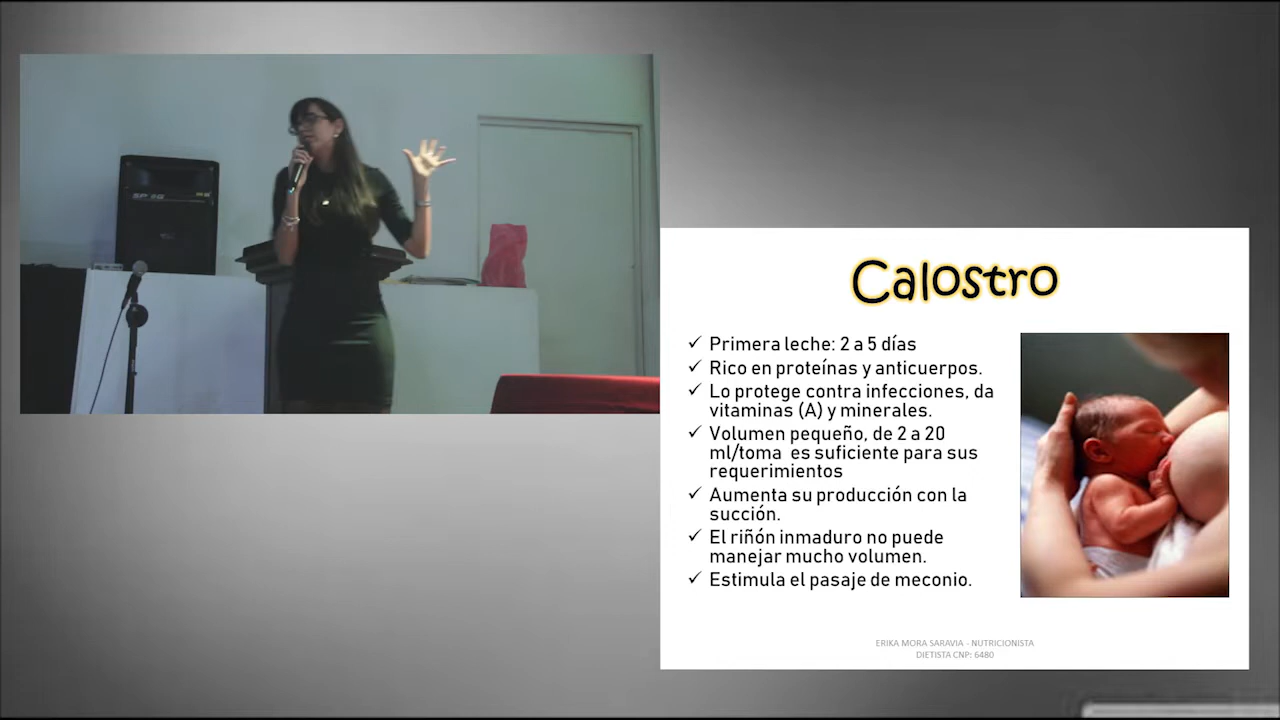 Calostro
✓ Primera leche: 2 a 5 días
✓ Rico en proteínas y anticuerpos.
✓ Lo protege contra infecciones, da
vitaminas (A) y minerales.
✓ Volumen pequeño, de 2 a 20
ml/toma es suficiente para sus
requerimientos
✓ Aumenta su producción con la
succión.
✓ El riñón inmaduro no puede
manejar mucho volumen.
✓ Estimula el pasaje de meconio.
ERIKA MORA SARAVIA - NUTRICIONISTA
DIETISTA CNP: 6480